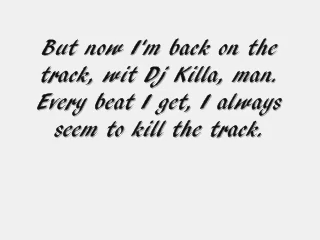 But now I'm back on the
track, wit Dj Killa, man.
Every beat I get, I always
seem to kill the track.